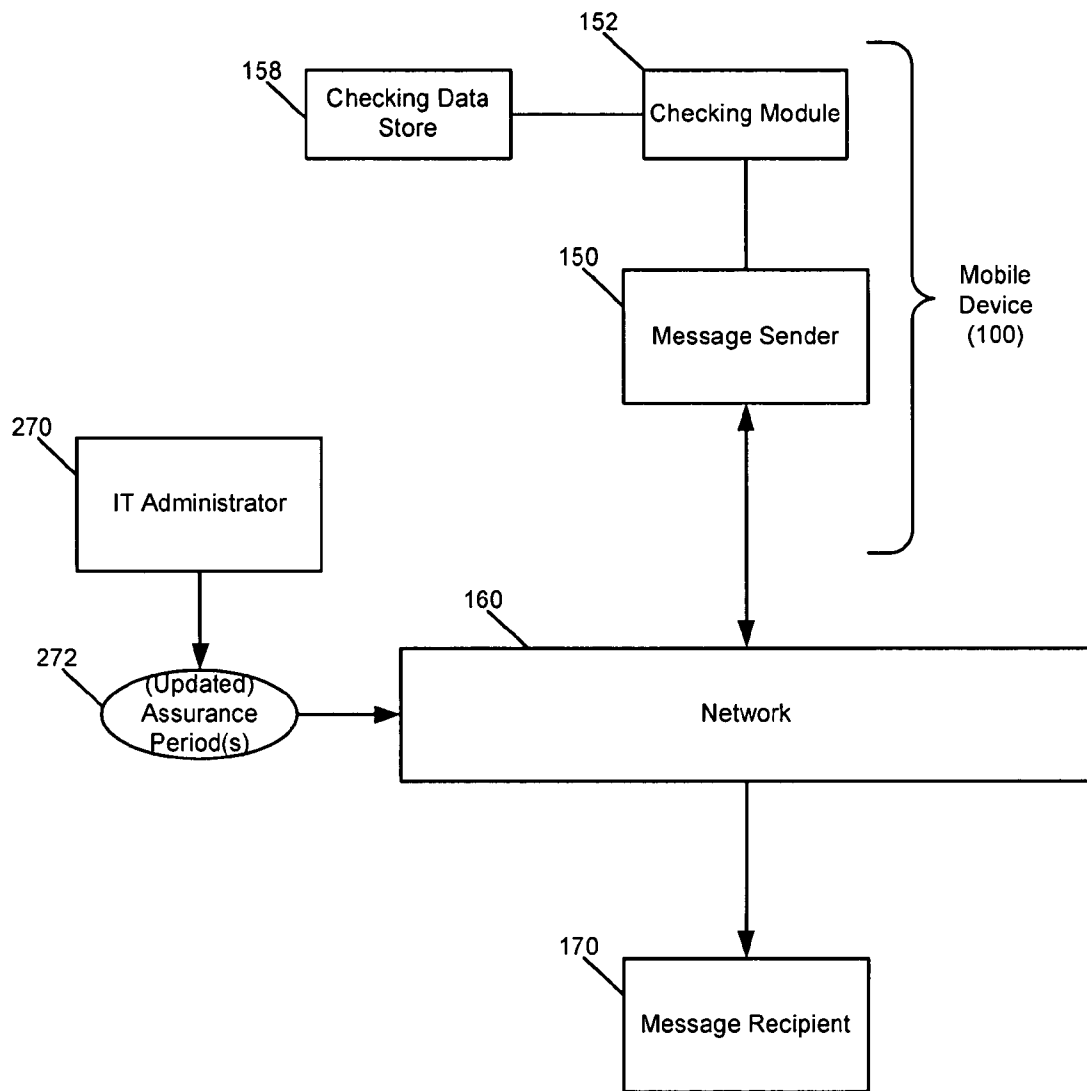 152
158
Checking Data
Store
Checking Module
150
Message Sender
Mobile
Device
(100)
270
IT Administrator
160
272
(Updated)
Assurance
Period(s)
Network
170
Message Recipient